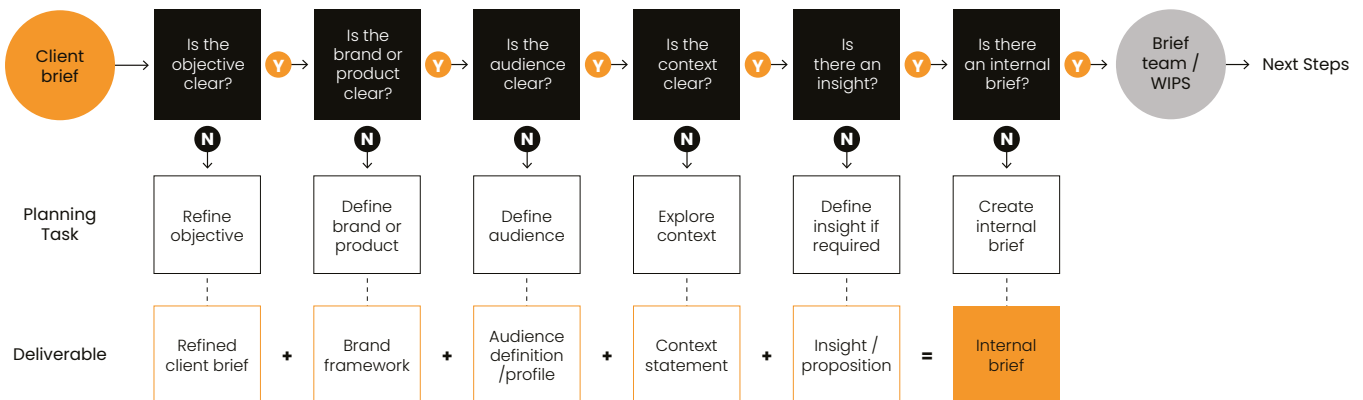 Client
brief
Is the
objective
clear?
Y
Is the
brand or
product
clear?
Y
Is the
audience
clear?
Y
Is the
context
clear?
Y
Is
there an
insight?
Y
Is there
an internal
brief?
Y
Brief
team /
WIPS
Next Steps
N
N
N
N
N
N
Planning
Task
Refine
objective
Define
brand or
product
Define
audience
Explore
context
Define
insight if
required
Create
internal
brief
Deliverable
Refined
client brief
+
Brand
framework
+
Audience
definition
/profile
+
Context
statement
+
Insight /
proposition
=
Internal
brief